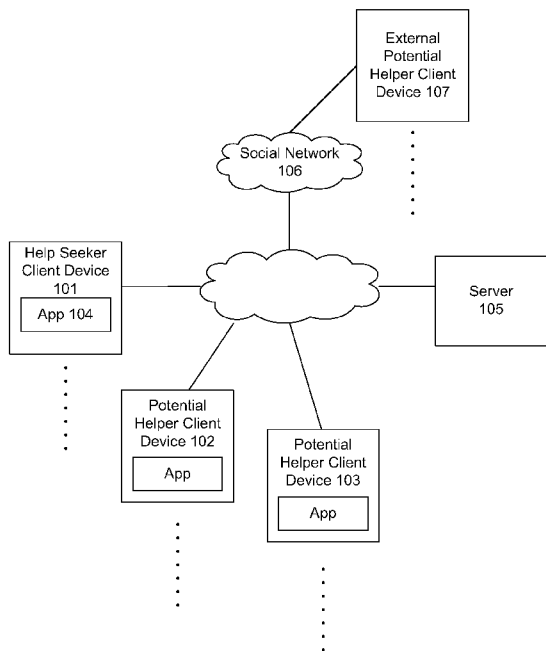 External
Potential
Helper Client
Device 107
Social Network
106
Help Seeker
Client Device
101
App 104
Server
105
Potential
Helper Client
Device 102
App
Potential
Helper Client
Device 103
App